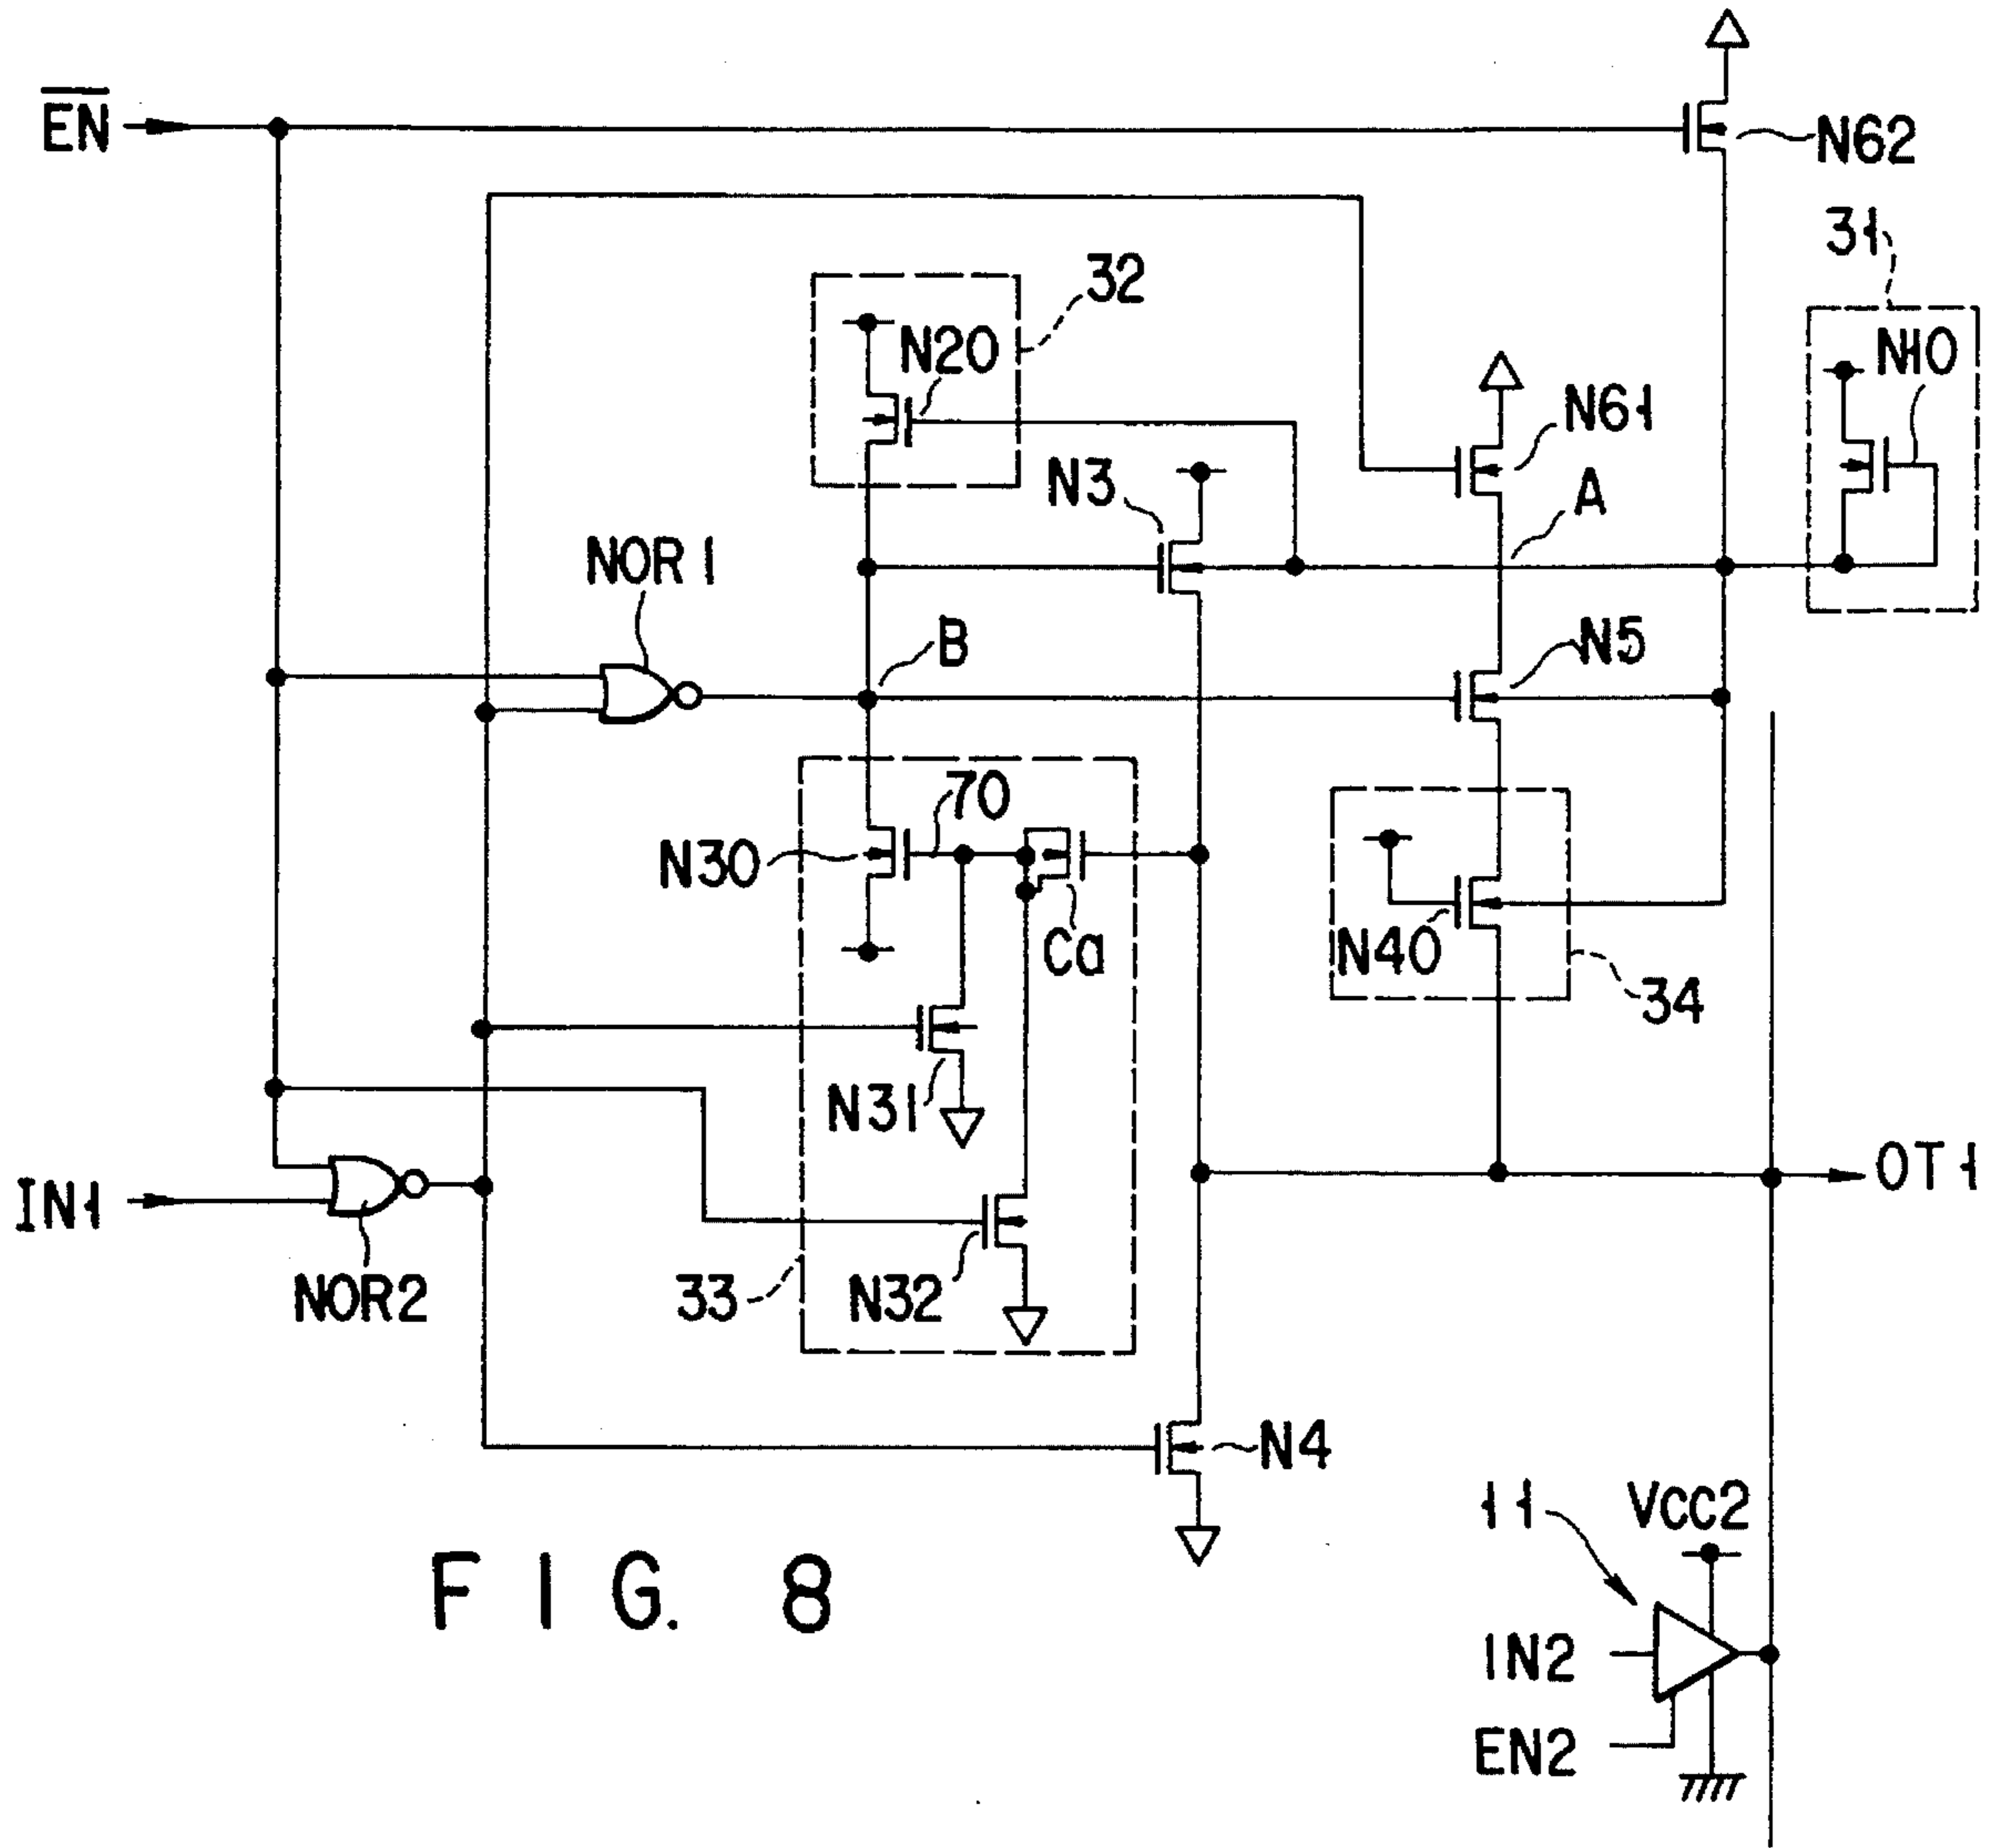 EN
N62
31
32
N10
N20
N61
N3
A
NOR1
N5
B
70
N30
Ca
N40
34
N31
OT1
IN1
NOR2
33
N32
N4
11
VCC2
FIG. 8
IN2
EN2